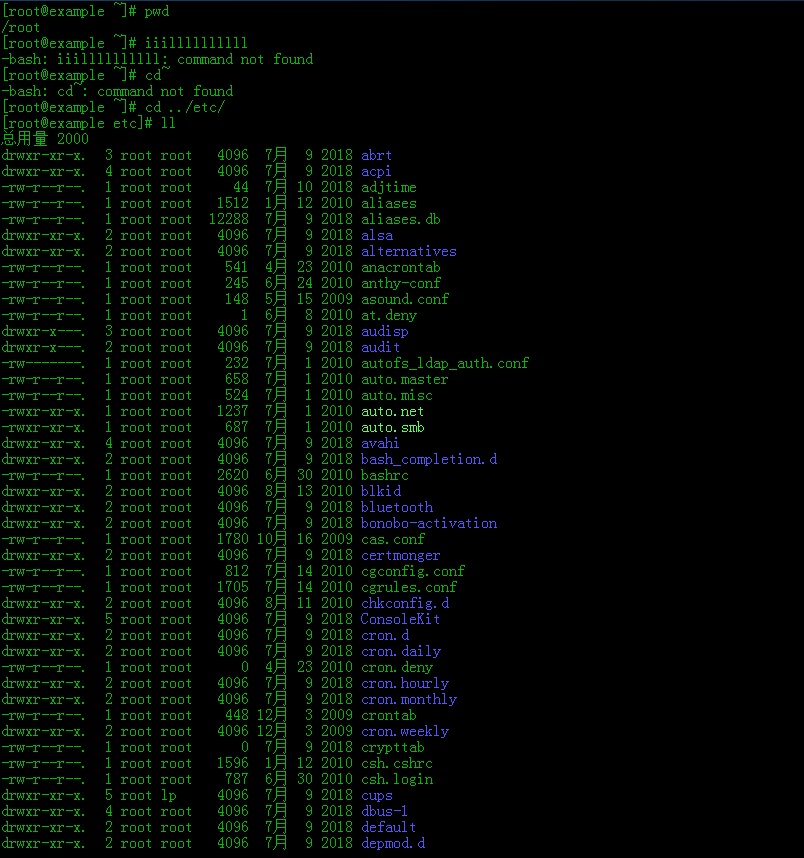 [root@example ~]# pwd
/root
[root@example ~]# iiillllllllll
-bash: iiillllllllll: command not found
[root@example ~]# cd~
-bash: cd~: command not found
[root@example ~]# cd ../etc/
[root@example etc]# ll
总用量 2000
drwxr-xr-x.  3 root root   4096  7月   9 2018 abrt
drwxr-xr-x.  4 root root   4096  7月   9 2018 acpi
-rw-r--r--.  1 root root     44  7月  10 2018 adjtime
-rw-r--r--.  1 root root   1512  1月  12 2010 aliases
-rw-r--r--.  1 root root  12288  7月   9 2018 aliases.db
drwxr-xr-x.  2 root root   4096  7月   9 2018 alsa
drwxr-xr-x.  2 root root   4096  7月   9 2018 alternatives
-rw-r--r--.  1 root root    541  4月  23 2010 anacrontab
-rw-r--r--.  1 root root    245  6月  24 2010 anthy-conf
-rw-r--r--.  1 root root    148  5月  15 2009 asound.conf
-rw-r--r--.  1 root root      1  6月   8 2010 at.deny
drwxr-x---.  3 root root   4096  7月   9 2018 audisp
drwxr-x---.  2 root root   4096  7月   9 2018 audit
-rw-------.  1 root root    232  7月   1 2010 autofs_ldap_auth.conf
-rw-r--r--.  1 root root    658  7月   1 2010 auto.master
-rw-r--r--.  1 root root    524  7月   1 2010 auto.misc
-rwxr-xr-x.  1 root root   1237  7月   1 2010 auto.net
-rwxr-xr-x.  1 root root    687  7月   1 2010 auto.smb
drwxr-xr-x.  4 root root   4096  7月   9 2018 avahi
drwxr-xr-x.  2 root root   4096  7月   9 2018 bash_completion.d
-rw-r--r--.  1 root root   2620  6月  30 2010 bashrc
drwxr-xr-x.  2 root root   4096  8月  13 2010 blkid
drwxr-xr-x.  2 root root   4096  7月   9 2018 bluetooth
drwxr-xr-x.  2 root root   4096  7月   9 2018 bonobo-activation
-rw-r--r--.  1 root root   1780 10月  16 2009 cas.conf
drwxr-xr-x.  2 root root   4096  7月   9 2018 certmonger
-rw-r--r--.  1 root root    812  7月  14 2010 cgconfig.conf
-rw-r--r--.  1 root root   1705  7月  14 2010 cgrules.conf
drwxr-xr-x.  2 root root   4096  8月  11 2010 chkconfig.d
drwxr-xr-x.  5 root root   4096  7月   9 2018 ConsoleKit
drwxr-xr-x.  2 root root   4096  7月   9 2018 cron.d
drwxr-xr-x.  2 root root   4096  7月   9 2018 cron.daily
-rw-r--r--.  1 root root      0  4月  23 2010 cron.deny
drwxr-xr-x.  2 root root   4096  7月   9 2018 cron.hourly
drwxr-xr-x.  2 root root   4096  7月   9 2018 cron.monthly
-rw-r--r--.  1 root root    448 12月   3 2009 crontab
drwxr-xr-x.  2 root root   4096 12月   3 2009 cron.weekly
-rw-r--r--.  1 root root      0  7月   9 2018 crypttab
-rw-r--r--.  1 root root   1596  1月  12 2010 csh.cshrc
-rw-r--r--.  1 root root    787  6月  30 2010 csh.login
drwxr-xr-x.  5 root lp     4096  7月   9 2018 cups
drwxr-xr-x.  4 root root   4096  7月   9 2018 dbus-1
drwxr-xr-x.  2 root root   4096  7月   9 2018 default
drwxr-xr-x.  2 root root   4096  7月   9 2018 depmod.d